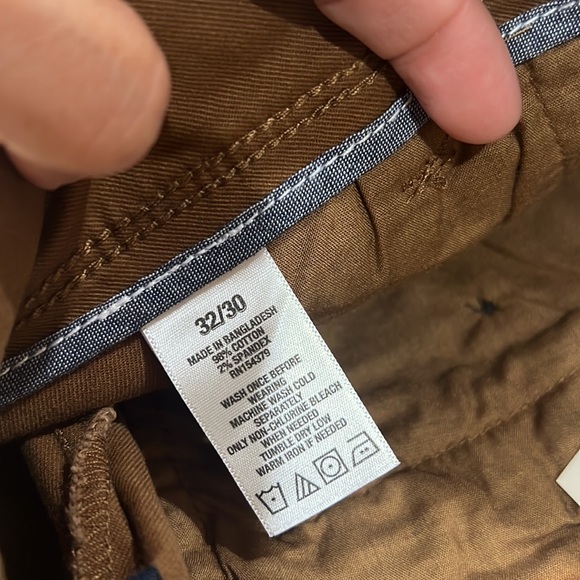 32/30
MADE IN BANGLADESH
98% COTTON
2% SPANDEX
RN154379
WASH ONCE BEFORE
WEARING
MACHINE WASH COLD
SEPARATELY
ONLY NON-CHLORINE BLEACH
WHEN NEEDED
TUMBLE DRY LOW
WARM IRON IF NEEDED